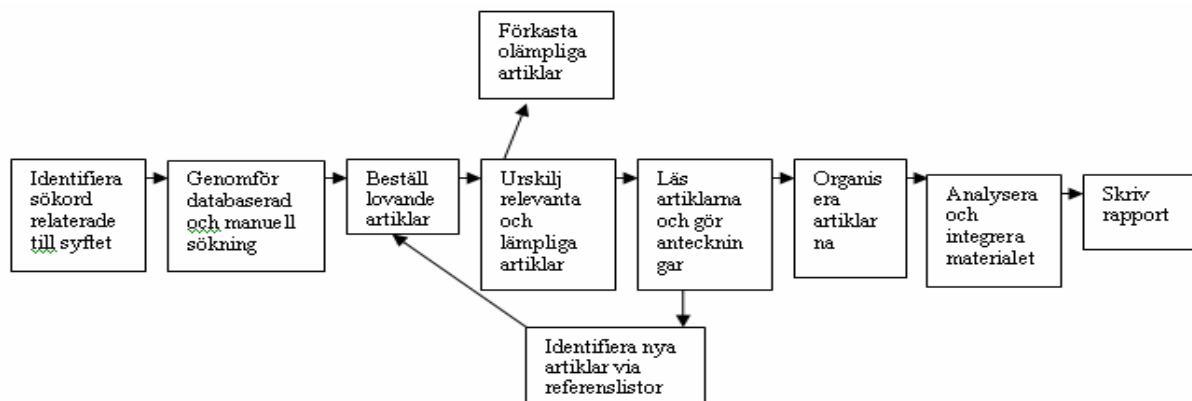 Förkasta
olämpliga
artiklar
Identifiera
sökord
relaterade
till syftet
Genomför
databaserad
och manuell
sökning
Beställ
lovande
artiklar
Urskilj
relevanta
och
lämpliga
artiklar
Läs
artiklarna
och gör
antecknin
gar
Organis
era
artiklar
na
Analysera
och
integrera
materialet
Skriv
rapport
Identifiera nya
artiklar via
referenslistor